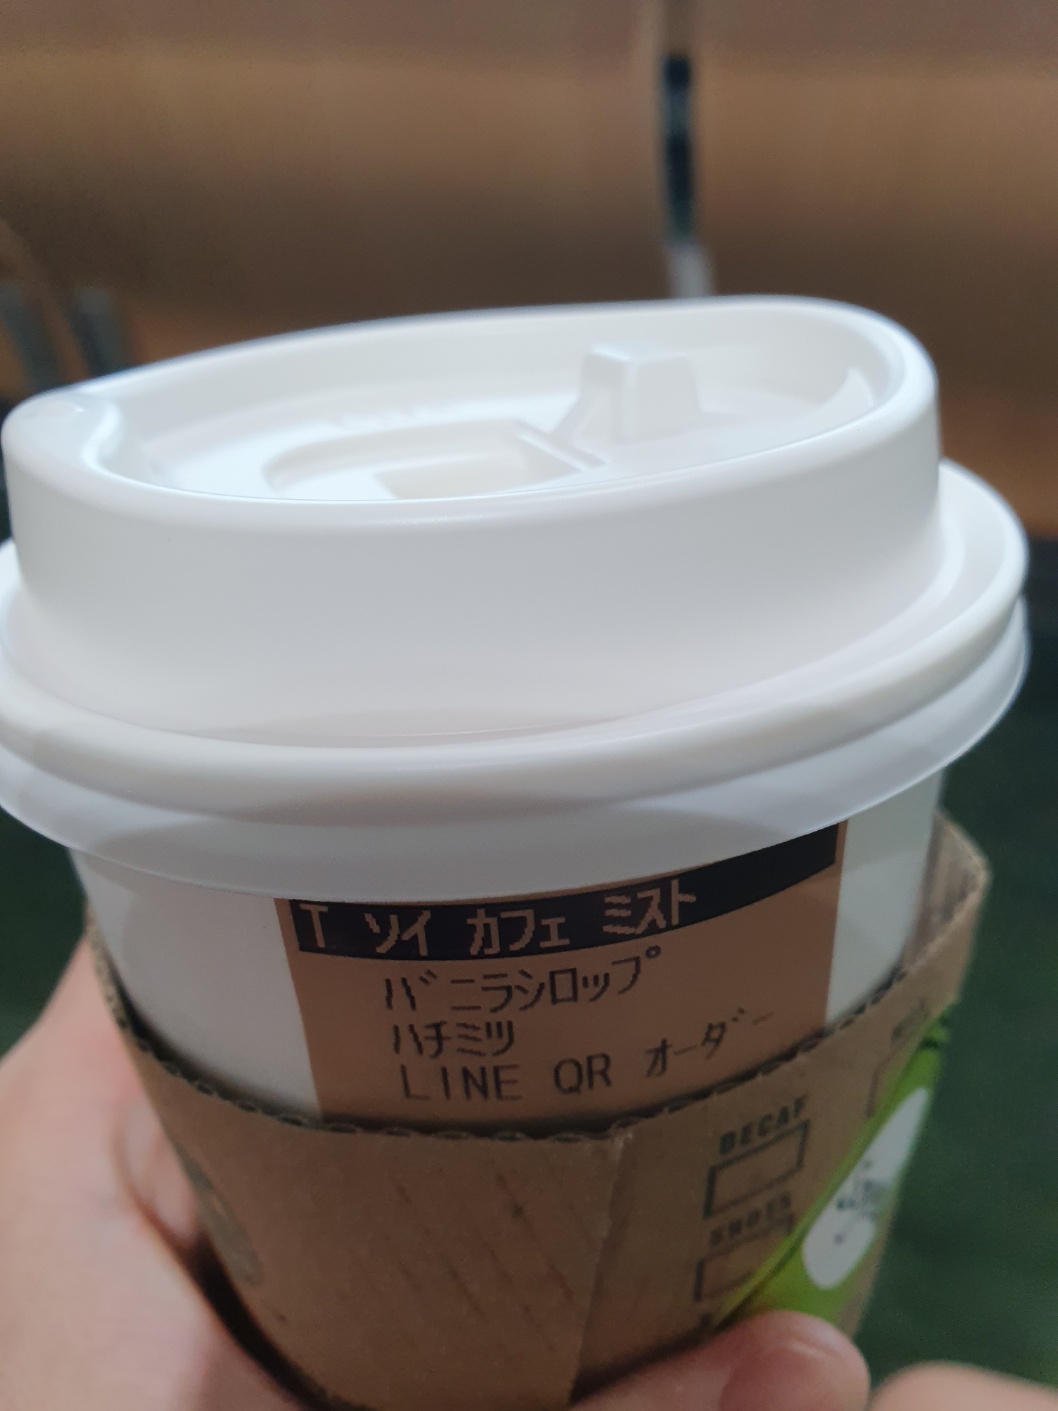 T ソイ カフェ ミスト
バニラシロップ
ハチミツ
LINE QR オーダー
DECAF
SHOTS